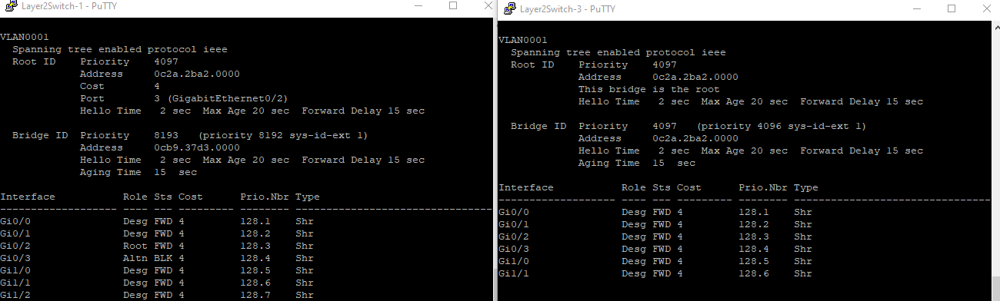 Layer2Switch-1 - PuTTY
VLAN0001
  Spanning tree enabled protocol ieee
  Root ID    Priority    4097
             Address     0c2a.2ba2.0000
             Cost        4
             Port        3 (GigabitEthernet0/2)
             Hello Time   2 sec  Max Age 20 sec  Forward Delay 15 sec
  Bridge ID  Priority    8193   (priority 8192 sys-id-ext 1)
             Address     0cb9.37d3.0000
             Hello Time   2 sec  Max Age 20 sec  Forward Delay 15 sec
             Aging Time  15  sec
Interface           Role Sts Cost      Prio.Nbr Type
------------------- ---- --- --------- -------- --------------------------------
Gi0/0               Desg FWD 4         128.1    Shr
Gi0/1               Desg FWD 4         128.2    Shr
Gi0/2               Root FWD 4         128.3    Shr
Gi0/3               Altn BLK 4         128.4    Shr
Gi1/0               Desg FWD 4         128.5    Shr
Gi1/1               Desg FWD 4         128.6    Shr
Gi1/2               Desg FWD 4         128.7    Shr
Layer2Switch-3 - PuTTY
VLAN0001
  Spanning tree enabled protocol ieee
  Root ID    Priority    4097
             Address     0c2a.2ba2.0000
             This bridge is the root
             Hello Time   2 sec  Max Age 20 sec  Forward Delay 15 sec
  Bridge ID  Priority    4097   (priority 4096 sys-id-ext 1)
             Address     0c2a.2ba2.0000
             Hello Time   2 sec  Max Age 20 sec  Forward Delay 15 sec
             Aging Time  15  sec
Interface           Role Sts Cost      Prio.Nbr Type
------------------- ---- --- --------- -------- --------------------------------
Gi0/0               Desg FWD 4         128.1    Shr
Gi0/1               Desg FWD 4         128.2    Shr
Gi0/2               Desg FWD 4         128.3    Shr
Gi0/3               Desg FWD 4         128.4    Shr
Gi1/0               Desg FWD 4         128.5    Shr
Gi1/1               Desg FWD 4         128.6    Shr